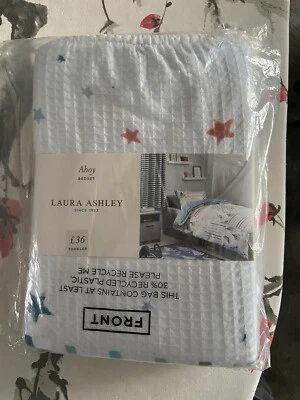 Ahoy
BEDSET
LAURA ASHLEY
SINCE 1953
£36
TODDLER
THIS BAG CONTAINS AT LEAST
30% RECYCLED PLASTIC,
PLEASE RECYCLE ME
FRONT